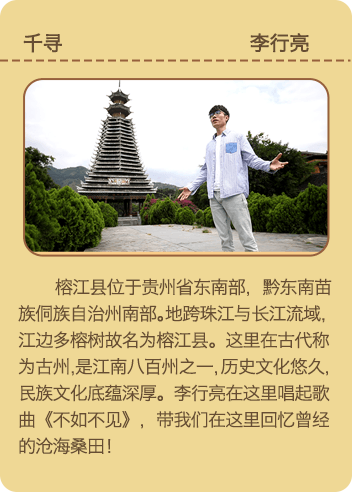 千寻 李行亮
榕江县位于贵州省东南部，黔东南苗
族侗族自治州南部。地跨珠江与长江流域，
江边多榕树故名为榕江县。这里在古代称
为古州，是江南八百州之一，历史文化悠久，
民族文化底蕴深厚。李行亮在这里唱起歌
曲《不如不见》，带我们在这里回忆曾经
的沧海桑田！